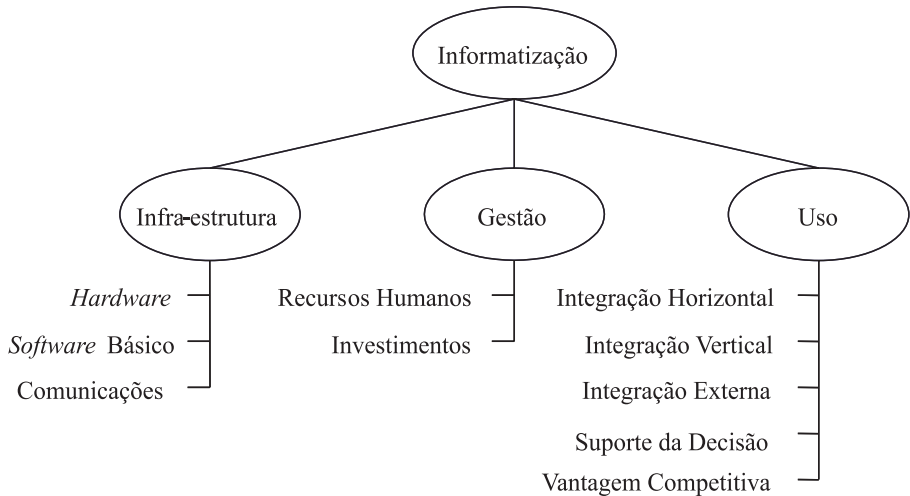 Informatização
Infra-estrutura
Gestão
Uso
Hardware
Software Básico
Comunicações
Recursos Humanos
Investimentos
Integração Horizontal
Integração Vertical
Integração Externa
Suporte da Decisão
Vantagem Competitiva